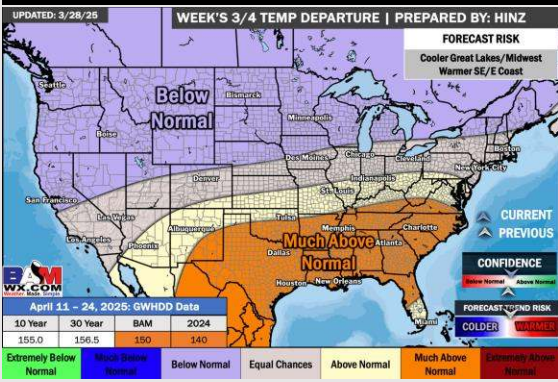 UPDATED: 3/28/25
WEEK'S 3/4 TEMP DEPARTURE | PREPARED BY: HINZ
FORECAST RISK
Cooler Great Lakes/Midwest
Warmer SE/E Coast
Seattle
Below
Normal
Bismarck
Minneapolis
Boise
Boston
Des Moines
Chicago
Cleveland
New York City
Denver
Indianapolis
San Francisco
St. Louis
Las Vegas
Tulsa
CURRENT
Albuquerque
Memphis
Charlotte
PREVIOUS
Los Angeles
Phoenix
Much Above
Normal
Atlanta
Dallas
CONFIDENCE
Below Normal
Above Normal
Houston
New Orleans
BAM
WX.COM
Weather Made Simple
April 11 – 24, 2025: GWHDD Data
10 Year 30 Year BAM 2024
155.0 156.5 150 140
Miami
FORECAST TREND RISK
COLDER WARMER
Extremely Below
Normal
Much Below
Normal
Below Normal
Equal Chances
Above Normal
Much Above
Normal
Extremely Above
Normal